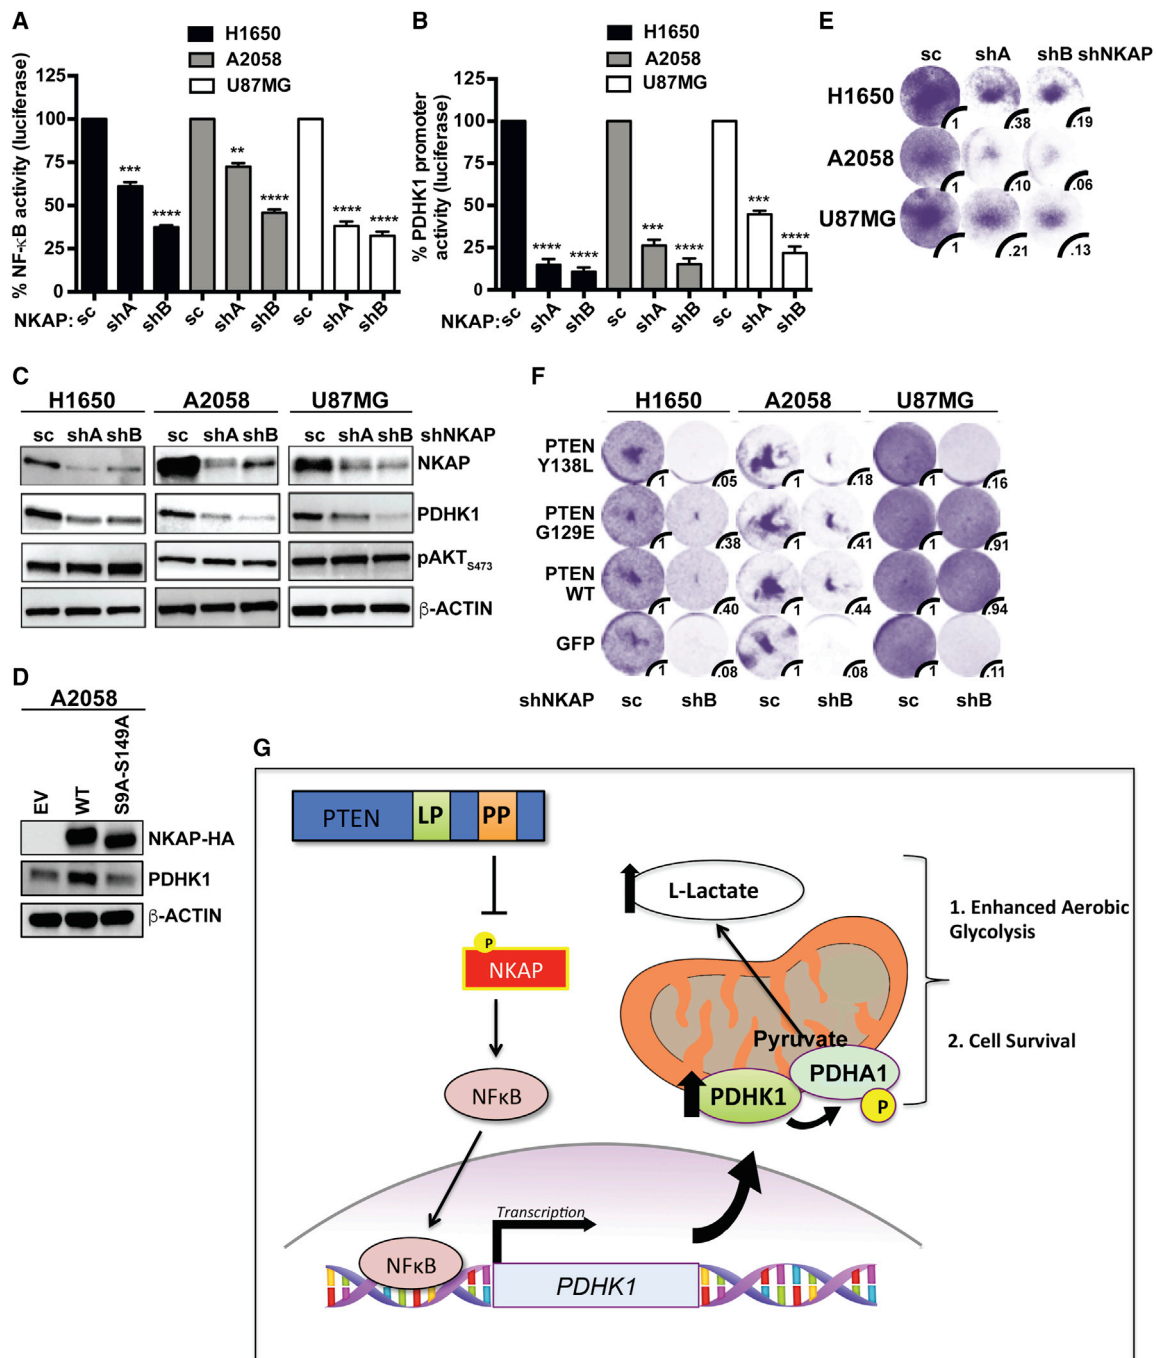 A
H1650
A2058
U87MG
% NF-κB activity (luciferase)
125
100
75
50
25
0
***
****
**
****
****
****
NKAP: sc shA shB sc shA shB sc shA shB
B
H1650
A2058
U87MG
% PDHK1 promoter
activity (luciferase)
125
100
75
50
25
0
****
****
***
****
***
****
NKAP: sc shA shB sc shA shB sc shA shB
E
sc shA shB shNKAP
H1650 1 .38 .19
A2058 1 .10 .06
U87MG 1 .21 .13
C
H1650 A2058 U87MG
sc shA shB sc shA shB sc shA shB shNKAP
NKAP
PDHK1
pAKTS473
β-ACTIN
D
A2058
EV WT S9A-S149A
NKAP-HA
PDHK1
β-ACTIN
F
H1650 A2058 U87MG
PTEN
Y138L
1 .05 1 .18 1 .16
PTEN
G129E
1 .38 1 .41 1 .91
PTEN
WT
1 .40 1 .44 1 .94
GFP
1 .08 1 .08 1 .11
shNKAP sc shB sc shB sc shB
G
PTEN LP PP
P
NKAP
NFκB
NFκB
Transcription
PDHK1
L-Lactate
Pyruvate
PDHK1
PDHA1
P
1. Enhanced Aerobic
Glycolysis
2. Cell Survival